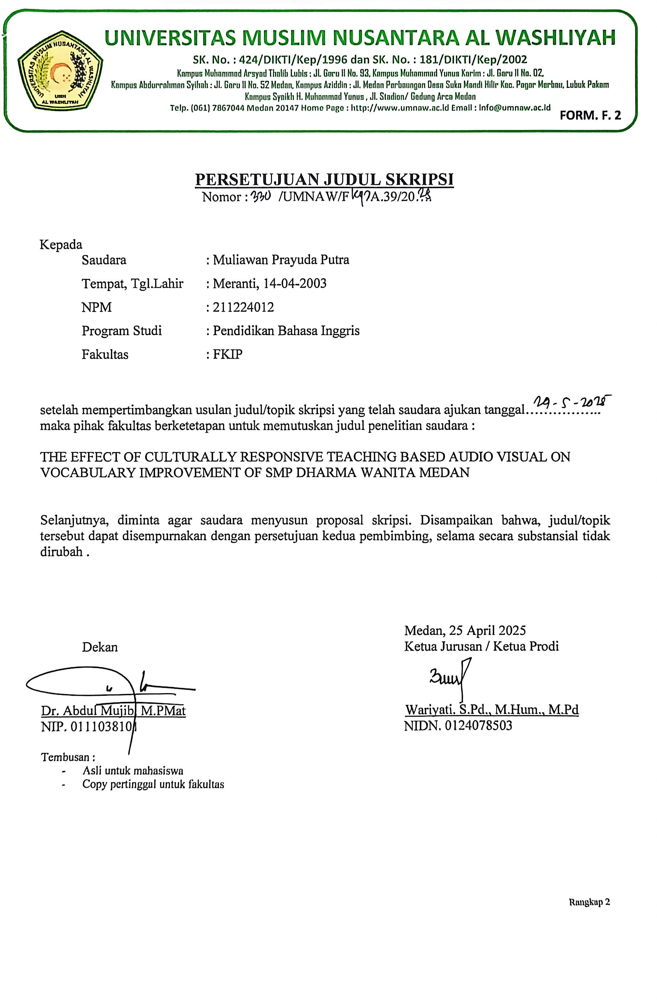 UNIVERSITAS MUSLIM NUSANTARA AL WASHLIYAH
UNIVERSITAS MUSLIM NUSANTARA AL WASHLIYAH
UMN
AL WASHLIYAH
SK. No. : 424/DIKTI/Kep/1996 dan SK. No. : 181/DIKTI/Kep/2002
Kampus Muhammad Arsyad Thalib Lubis : Jl. Garu II No. 93, Kampus Muhammad Yunus Karim : Jl. Garu II No. 02,
Kampus Abdurrahman Syihab : Jl. Garu II No. 52 Medan, Kampus Aziddin : Jl. Medan Perbaungan Desa Suka Mandi Hilir Kec. Pagar Merbau, Lubuk Pakam
Kampus Syaikh H. Muhammad Yunus , Jl. Stadion/ Gedung Arca Medan
Telp. (061) 7867044 Medan 20147 Home Page : http://www.umnaw.ac.id Email : info@umnaw.ac.id
FORM. F. 2
PERSETUJUAN JUDUL SKRIPSI
Nomor : 330 /UMNAW/FKIP/A.39/20.25
Kepada
Saudara : Muliawan Prayuda Putra
Tempat, Tgl.Lahir : Meranti, 14-04-2003
NPM : 211224012
Program Studi : Pendidikan Bahasa Inggris
Fakultas : FKIP
setelah mempertimbangkan usulan judul/topik skripsi yang telah saudara ajukan tanggal 29-5-2025
maka pihak fakultas berketetapan untuk memutuskan judul penelitian saudara :
THE EFFECT OF CULTURALLY RESPONSIVE TEACHING BASED AUDIO VISUAL ON
VOCABULARY IMPROVEMENT OF SMP DHARMA WANITA MEDAN
Selanjutnya, diminta agar saudara menyusun proposal skripsi. Disampaikan bahwa, judul/topik
tersebut dapat disempurnakan dengan persetujuan kedua pembimbing, selama secara substansial tidak
dirubah .
Medan, 25 April 2025
Dekan
Ketua Jurusan / Ketua Prodi
Dr. Abdul Mujib, M.PMat
Wariyati. S.Pd., M.Hum., M.Pd
NIP. 0111038101
NIDN. 0124078503
Tembusan :
- Asli untuk mahasiswa
- Copy pertinggal untuk fakultas
Rangkap 2